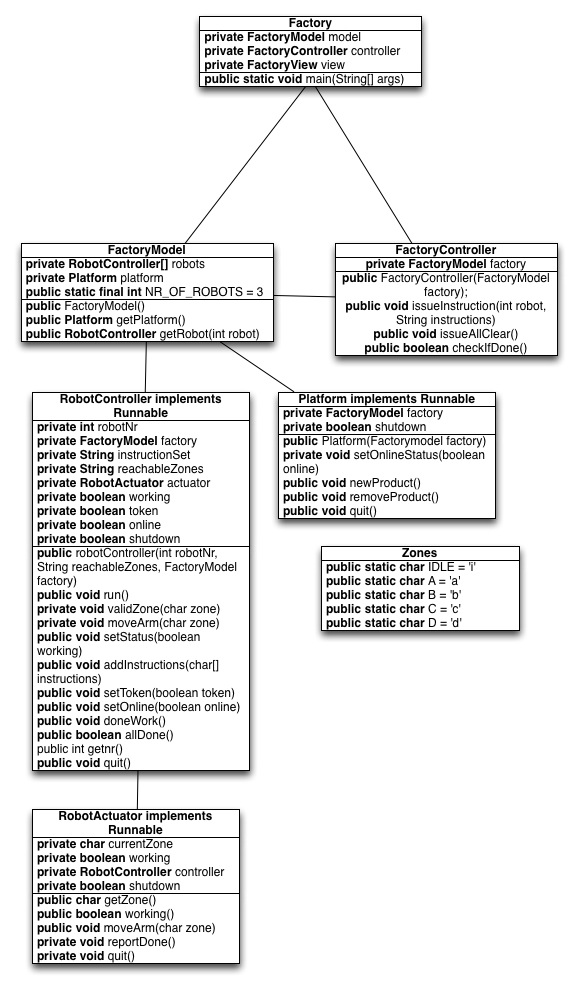 Factory
private FactoryModel model
private FactoryController controller
private FactoryView view
public static void main(String[] args)
FactoryModel
private RobotController[] robots
private Platform platform
public static final int NR_OF_ROBOTS = 3
public FactoryModel()
public Platform getPlatform()
public RobotController getRobot(int robot)
FactoryController
private FactoryModel factory
public FactoryController(FactoryModel
factory);
public void issueInstruction(int robot,
String instructions)
public void issueAllClear()
public boolean checkIfDone()
RobotController implements
Runnable
private int robotNr
private FactoryModel factory
private String instructionSet
private String reachableZones
private RobotActuator actuator
private boolean working
private boolean token
private boolean online
private boolean shutdown
public robotController(int robotNr,
String reachableZones, FactoryModel
factory)
public void run()
private void validZone(char zone)
private void moveArm(char zone)
public void setStatus(boolean
working)
public void addInstructions(char[]
instructions)
public void setToken(boolean token)
public void setOnline(boolean online)
public void doneWork()
public boolean allDone()
public int getnr()
public void quit()
Platform implements Runnable
private FactoryModel factory
private boolean shutdown
public Platform(Factorymodel factory)
private void setOnlineStatus(boolean
online)
public void newProduct()
public void removeProduct()
public void quit()
Zones
public static char IDLE = 'i'
public static char A = 'a'
public static char B = 'b'
public static char C = 'c'
public static char D = 'd'
RobotActuator implements
Runnable
private char currentZone
private boolean working
private RobotController controller
private boolean shutdown
public char getZone()
public boolean working()
public void moveArm(char zone)
private void reportDone()
private void quit()